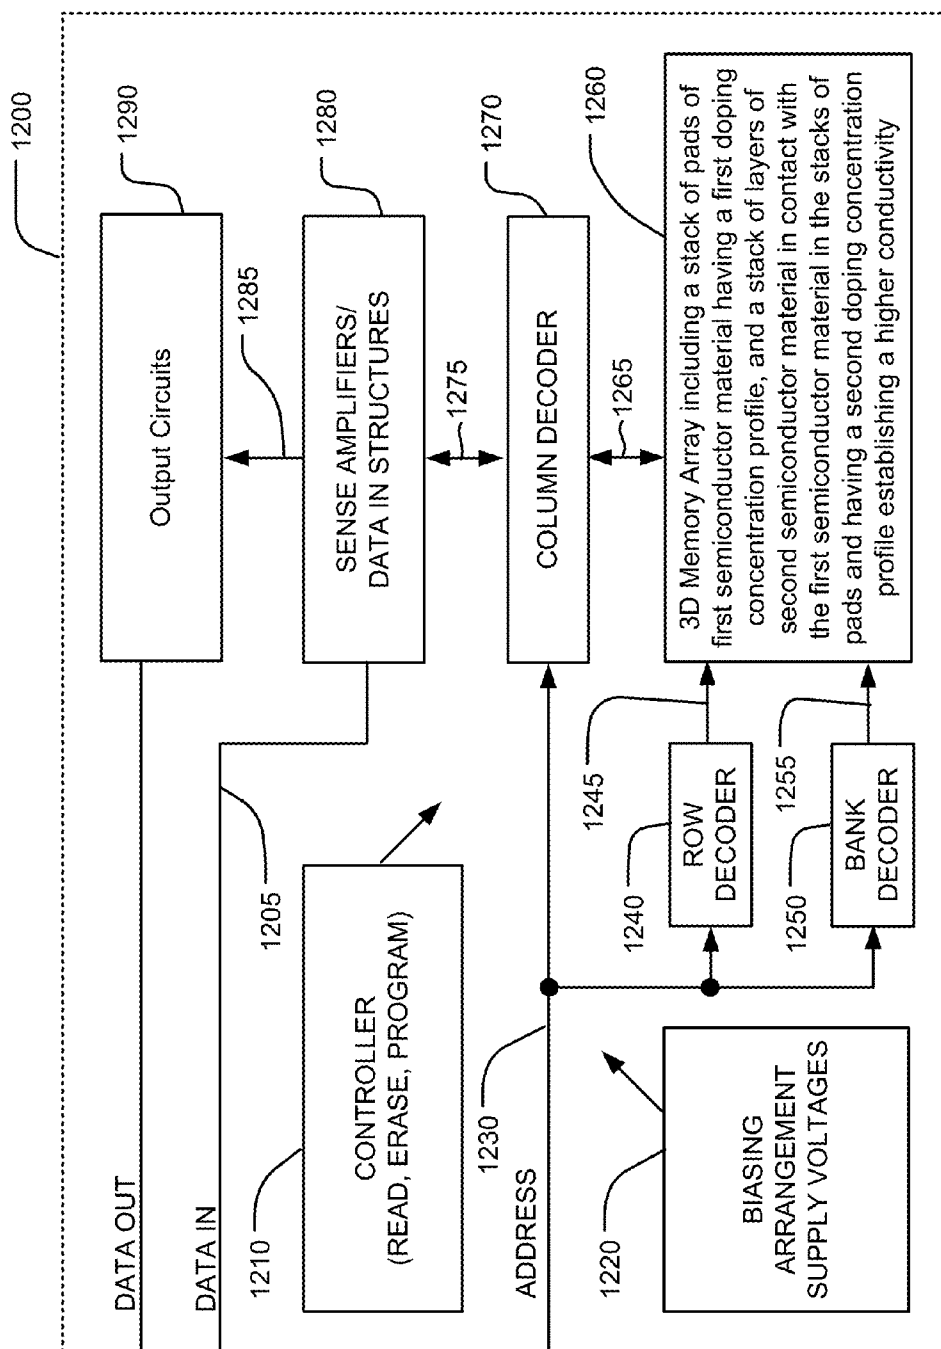 1200
DATA OUT
Output Circuits
1290
1285
DATA IN
1205
SENSE AMPLIFIERS/
DATA IN STRUCTURES
1280
1210
CONTROLLER
(READ, ERASE, PROGRAM)
1275
ADDRESS
1230
COLUMN DECODER
1270
1265
1240
ROW
DECODER
1245
1250
BANK
DECODER
1255
1220
BIASING
ARRANGEMENT
SUPPLY VOLTAGES
1260
3D Memory Array including a stack of pads of
first semiconductor material having a first doping
concentration profile, and a stack of layers of
second semiconductor material in contact with
the first semiconductor material in the stacks of
pads and having a second doping concentration
profile establishing a higher conductivity